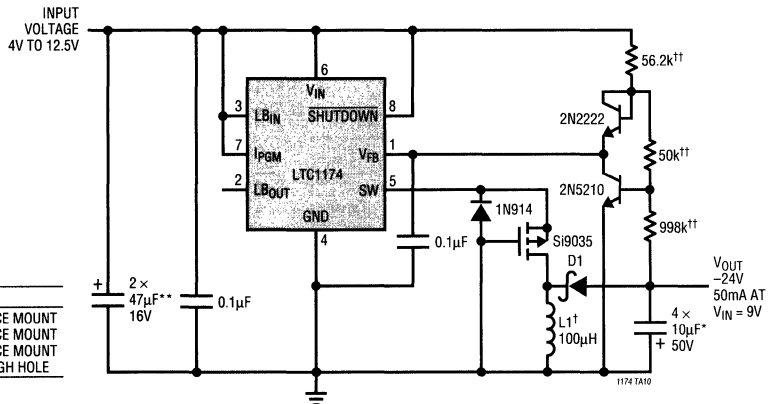 INPUT
VOLTAGE
4V TO 12.5V
6
VIN
3
LBIN
SHUTDOWN
8
7
IPGM
VFB
1
LTC1174
2
LBOUT
SW
5
GND
4
56.2k††
2N2222
50k††
2N5210
998k††
1N914
Si9035
D1
0.1µF
+
2 ×
47µF**
16V
0.1µF
L1†
100µH
VOUT
–24V
50mA AT
VIN = 9V
4 ×
10µF*
50V
+
CE MOUNT
CE MOUNT
CE MOUNT
GH HOLE
1174 TA10